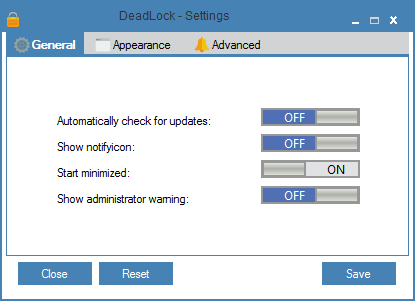 DeadLock - Settings
General Appearance Advanced
Automatically check for updates: OFF
Show notifyicon: OFF
Start minimized: ON
Show administrator warning: OFF
Close Reset Save